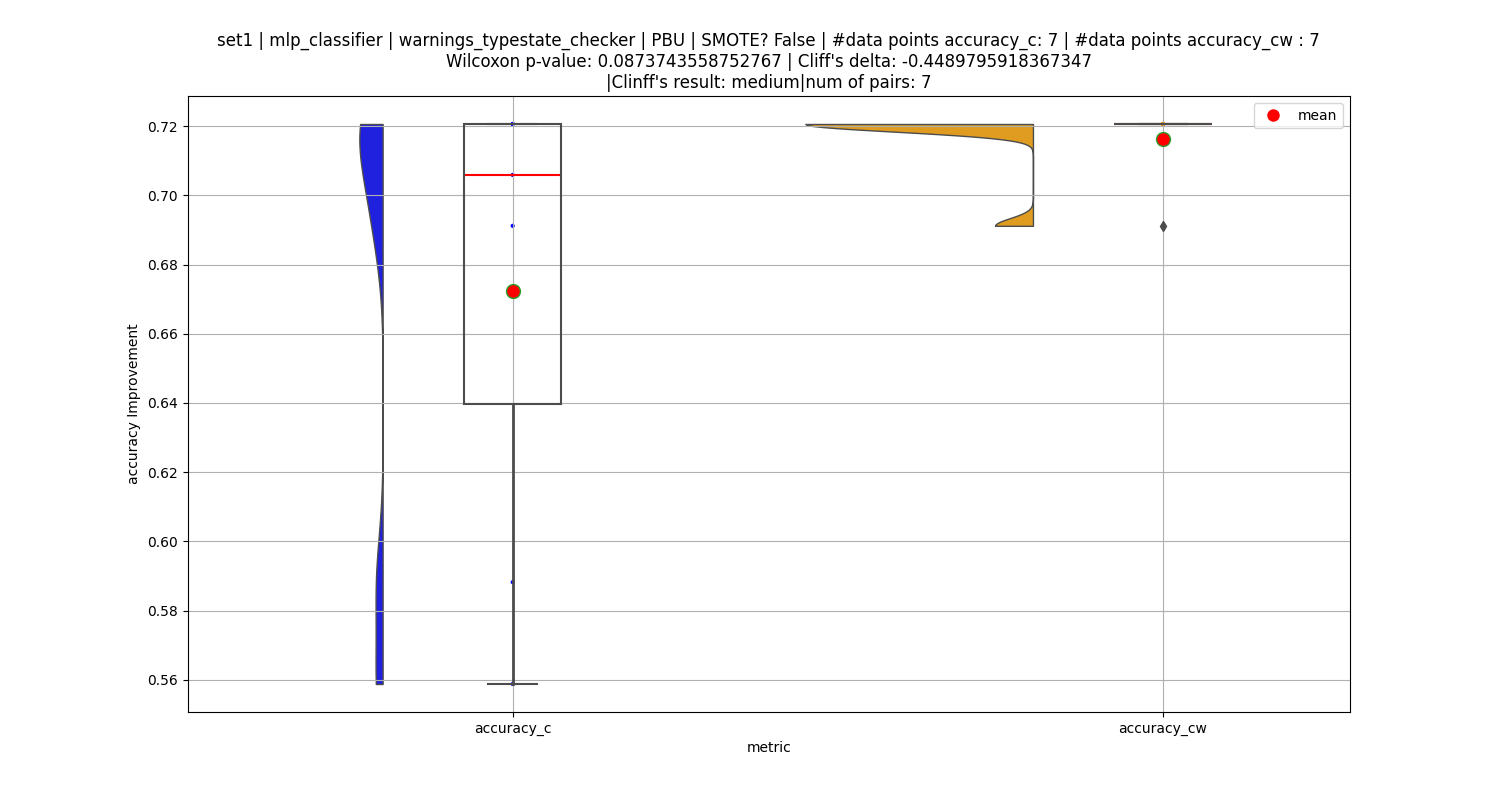 set1 | mlp_classifier | warnings_typestate_checker | PBU | SMOTE? False | #data points accuracy_c: 7 | #data points accuracy_cw : 7
Wilcoxon p-value: 0.0873743558752767 | Cliff's delta: -0.4489795918367347
|Clinff's result: medium|num of pairs: 7
mean
0.72
0.70
0.68
0.66
0.64
0.62
0.60
0.58
0.56
accuracy Improvement
accuracy_c
accuracy_cw
metric